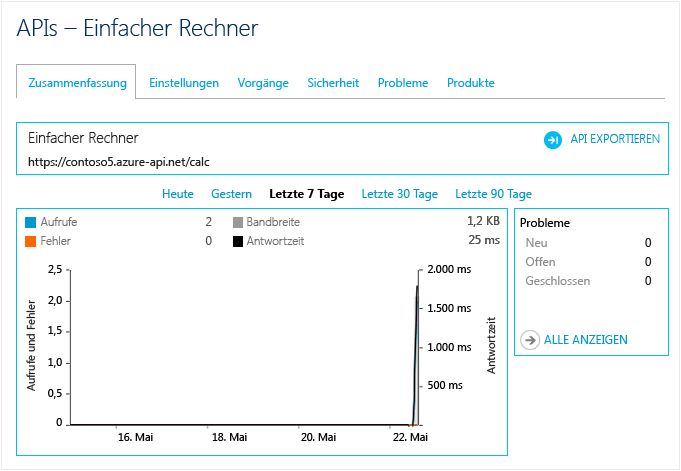 APIs – Einfacher Rechner
Zusammenfassung Einstellungen Vorgänge Sicherheit Probleme Produkte
Einfacher Rechner
API EXPORTIEREN
https://contoso5.azure-api.net/calc
Heute Gestern Letzte 7 Tage Letzte 30 Tage Letzte 90 Tage
Aufrufe 2 Bandbreite 1,2 KB
Fehler 0 Antwortzeit 25 ms
2,5 2.000 ms
2,0 1.500 ms
1,5 1.000 ms
1,0 500 ms
0,5
0
Aufrufe und Fehler
Antwortzeit
16. Mai 18. Mai 20. Mai 22. Mai
Probleme
Neu 0
Offen 0
Geschlossen 0
ALLE ANZEIGEN